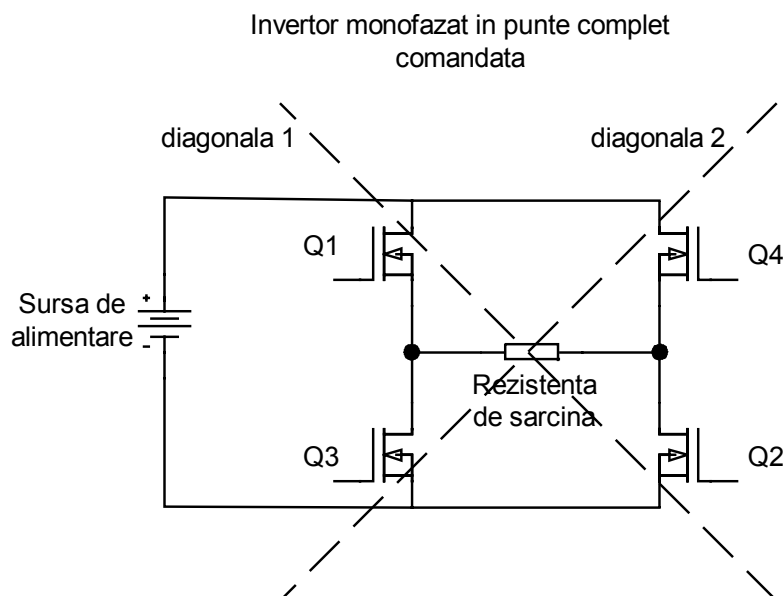 Invertor monofazat in punte complet
comandata
diagonala 1
diagonala 2
Q1
Q4
Sursa de
alimentare
+
-
Rezistenta
de sarcina
Q3
Q2